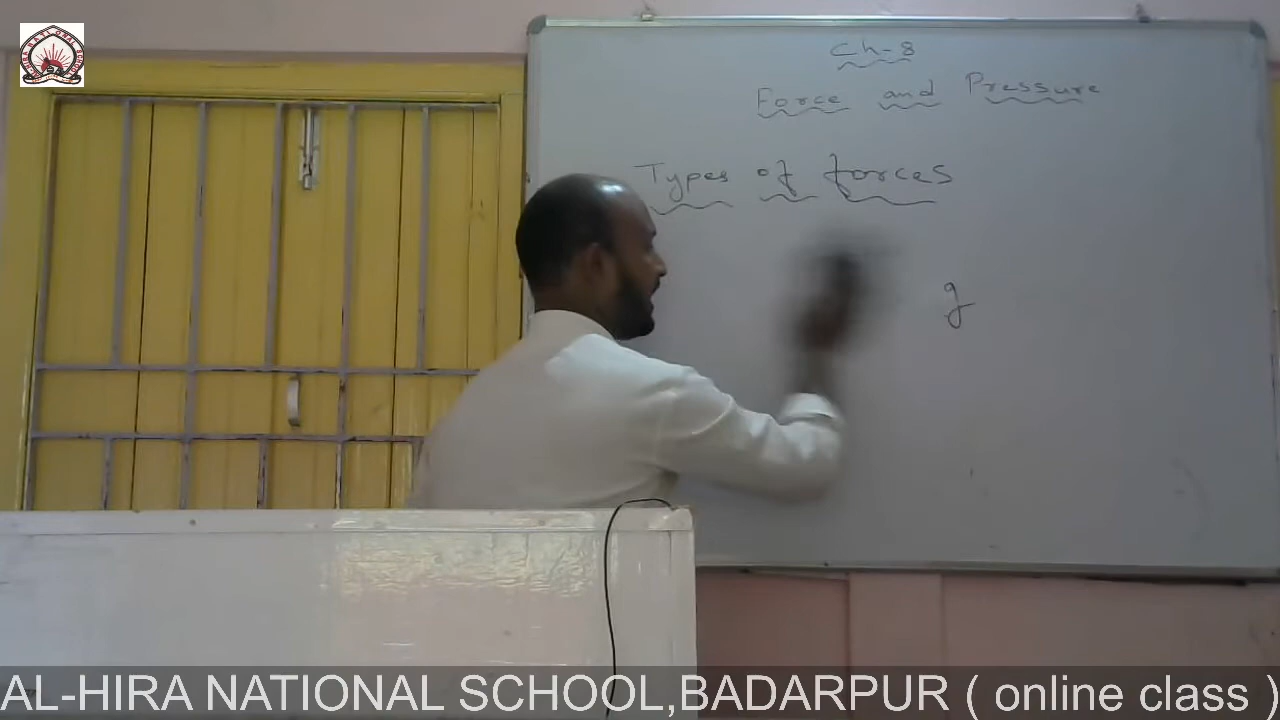 Ch-8
Force and Pressure
Types of forces
g
AL-HIRA NATIONAL SCHOOL,BADARPUR ( online class )